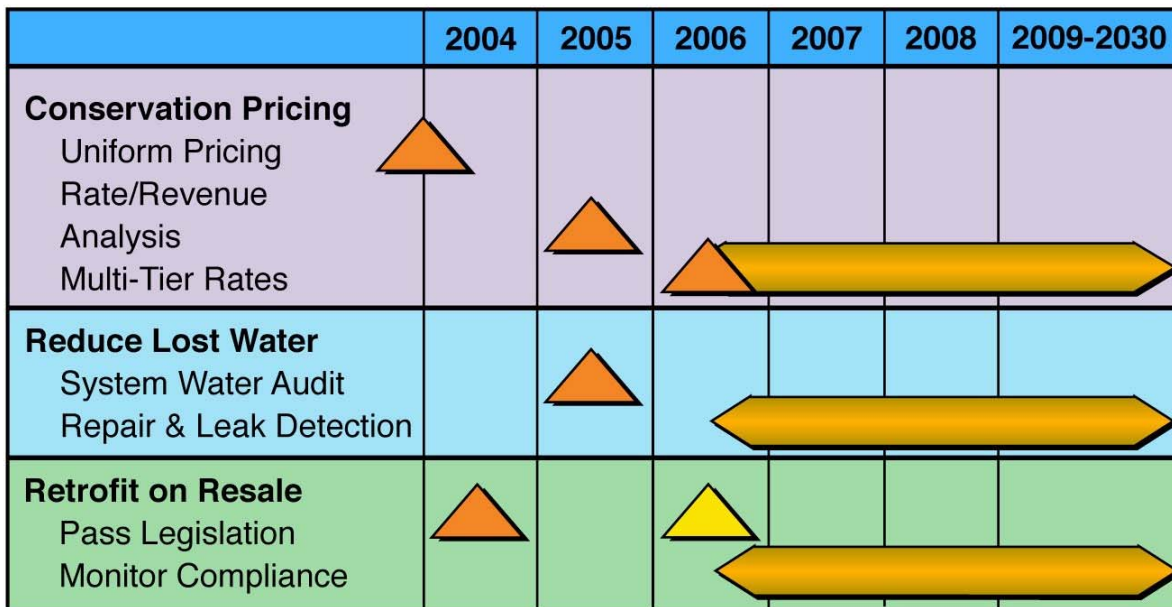 2004 2005 2006 2007 2008 2009-2030
Conservation Pricing
Uniform Pricing
Rate/Revenue
Analysis
Multi-Tier Rates
Reduce Lost Water
System Water Audit
Repair & Leak Detection
Retrofit on Resale
Pass Legislation
Monitor Compliance